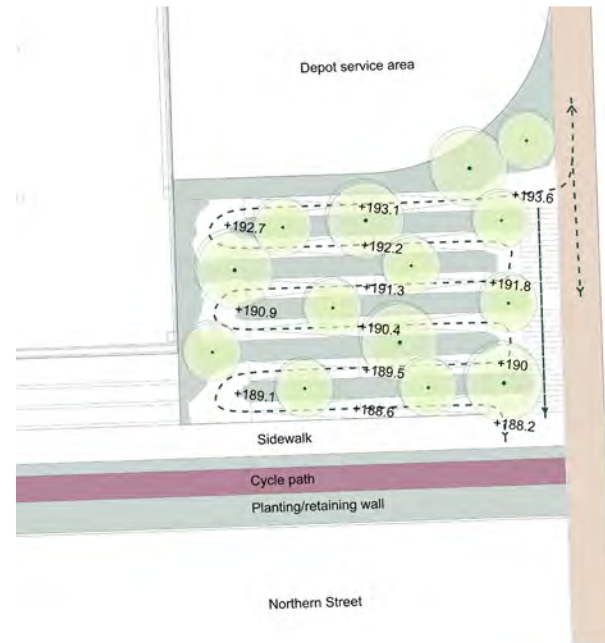 Depot service area
+193.6
+193.1
+192.7
+192.2
+191.8
+191.3
+190.9
+190.4
+190
+189.5
+189.1
+188.6
+188.2
Sidewalk
Cycle path
Planting/retaining wall
Northern Street